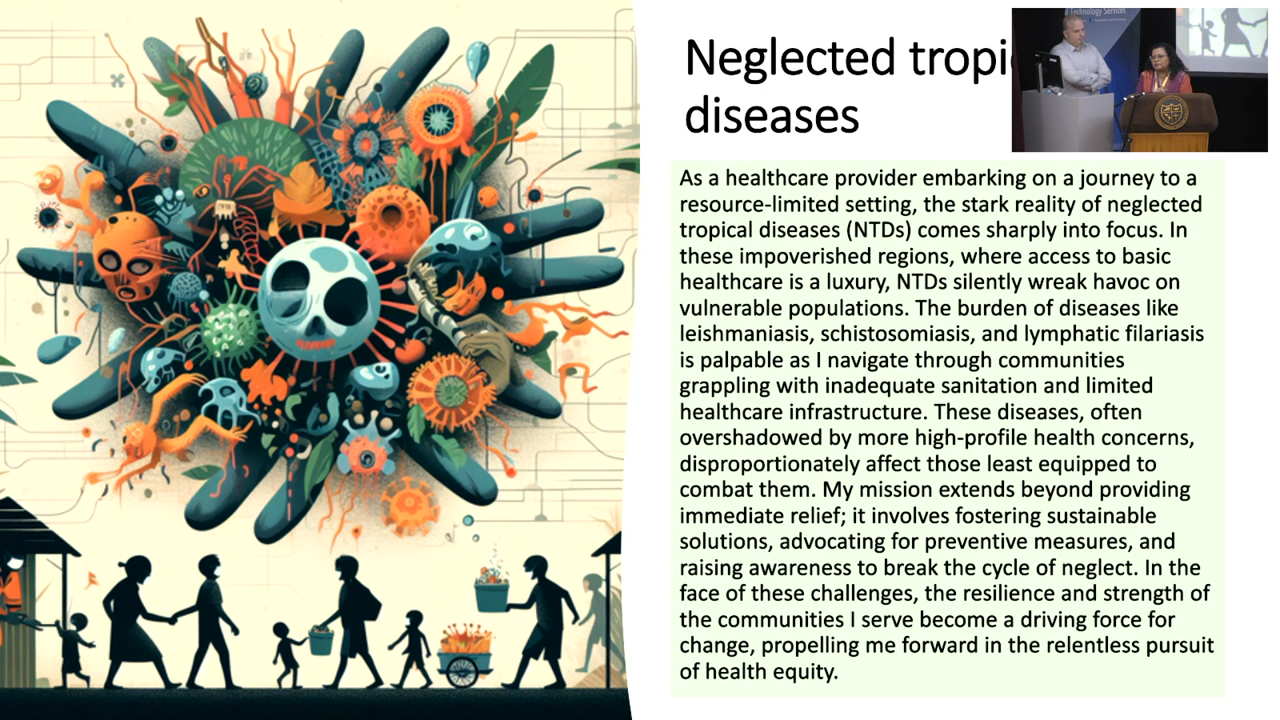 Neglected tropi
diseases
d Technology Services
As a healthcare provider embarking on a journey to a
resource-limited setting, the stark reality of neglected
tropical diseases (NTDs) comes sharply into focus. In
these impoverished regions, where access to basic
healthcare is a luxury, NTDs silently wreak havoc on
vulnerable populations. The burden of diseases like
leishmaniasis, schistosomiasis, and lymphatic filariasis
is palpable as I navigate through communities
grappling with inadequate sanitation and limited
healthcare infrastructure. These diseases, often
overshadowed by more high-profile health concerns,
disproportionately affect those least equipped to
combat them. My mission extends beyond providing
immediate relief; it involves fostering sustainable
solutions, advocating for preventive measures, and
raising awareness to break the cycle of neglect. In the
face of these challenges, the resilience and strength of
the communities I serve become a driving force for
change, propelling me forward in the relentless pursuit
of health equity.